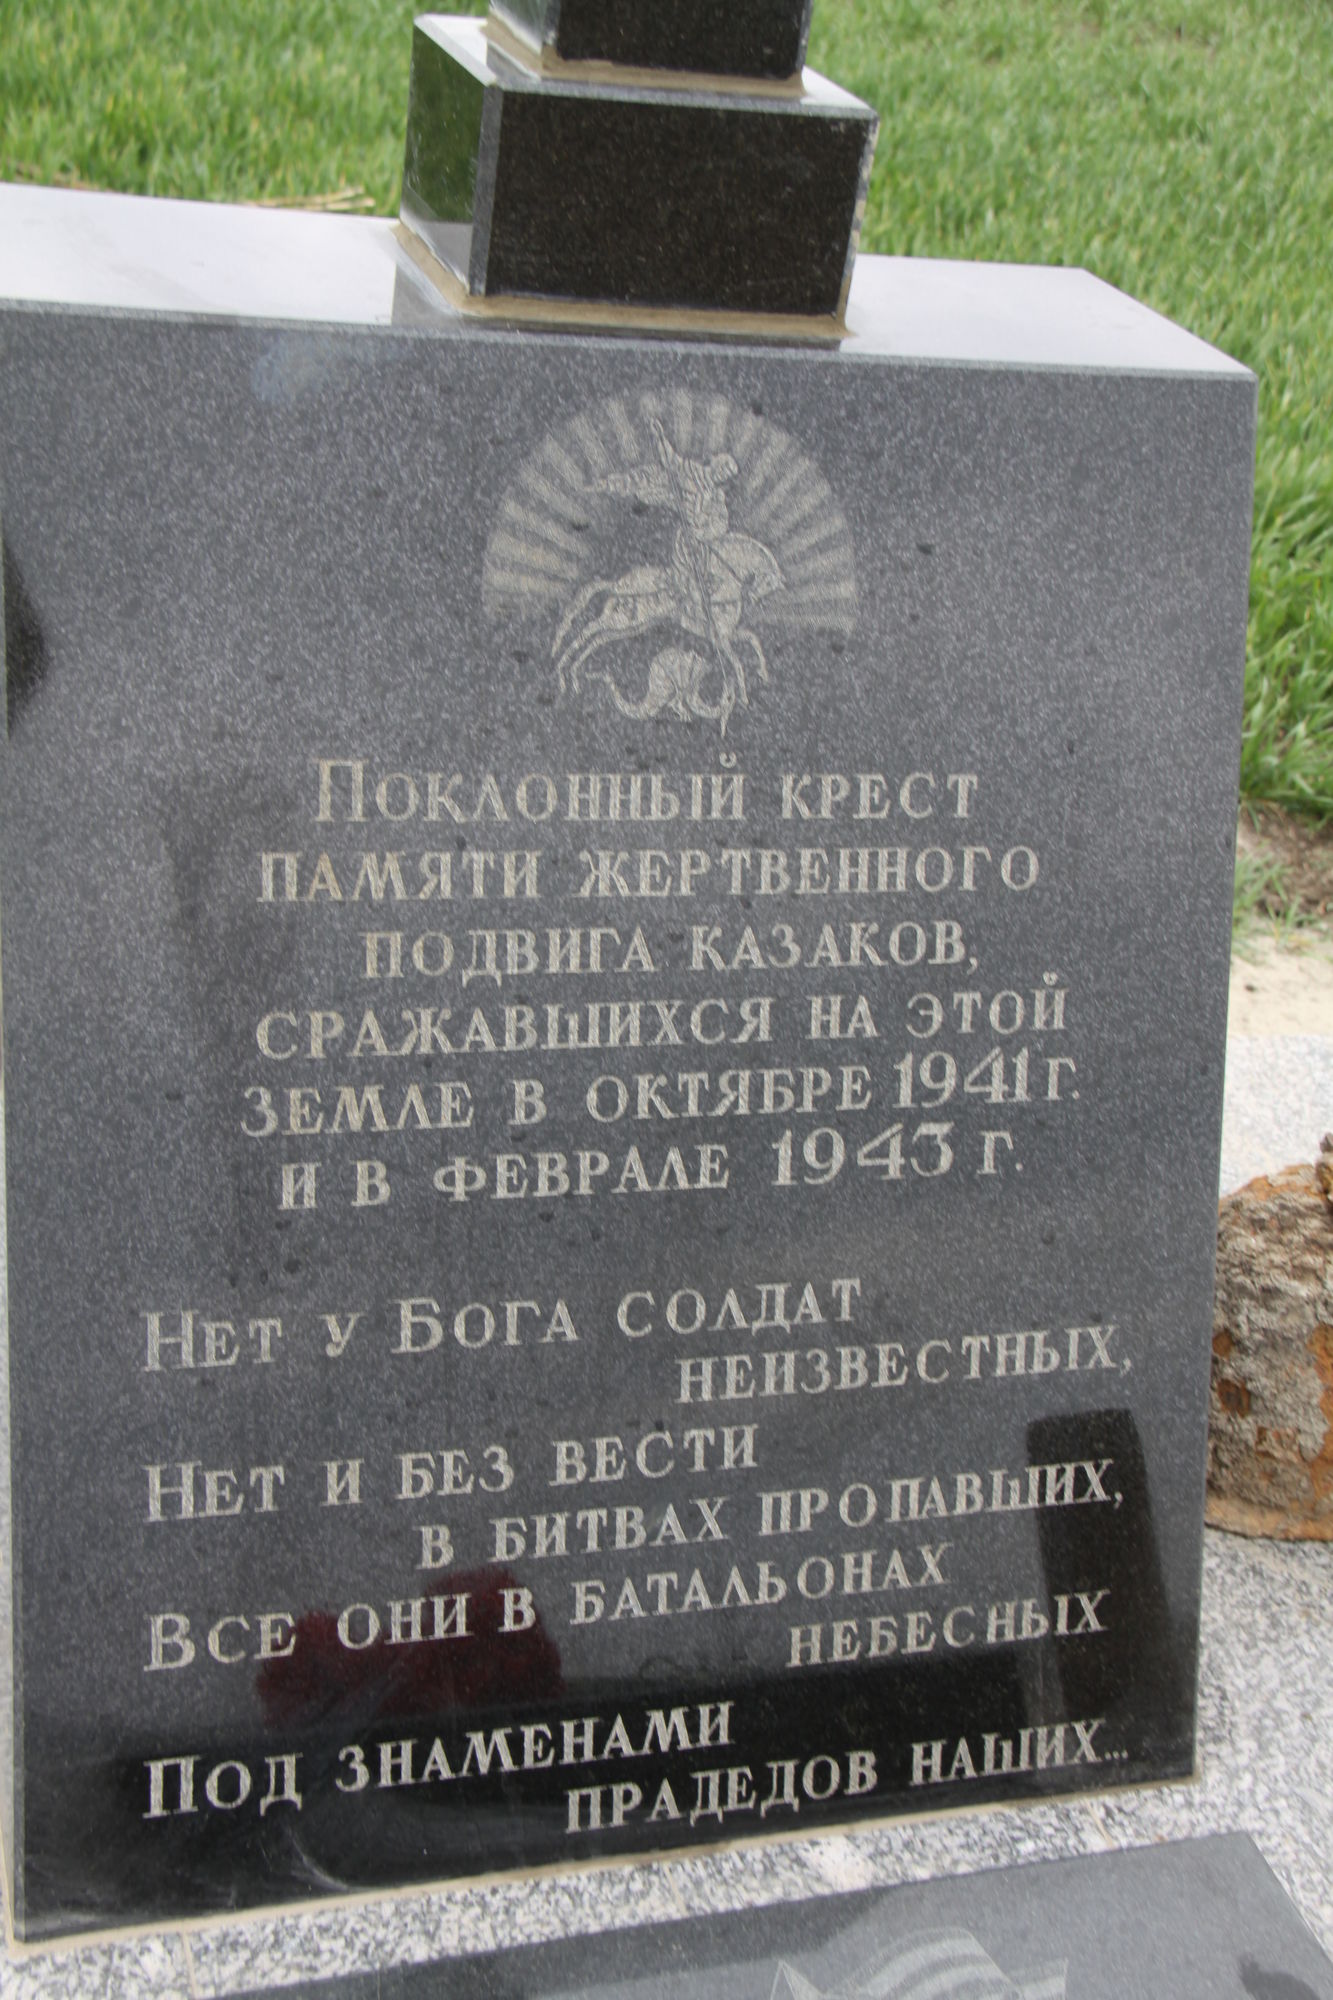 Поклонный крест
памяти жертвенного
подвига казаков,
сражавшихся на этой
земле в октябре 1941 г.
и в феврале 1943 г.
Нет у Бога солдат
неизвестных,
Нет и без вести
в битвах пропавших,
Все они в батальонах
небесных
Под знаменами
прадедов наших...